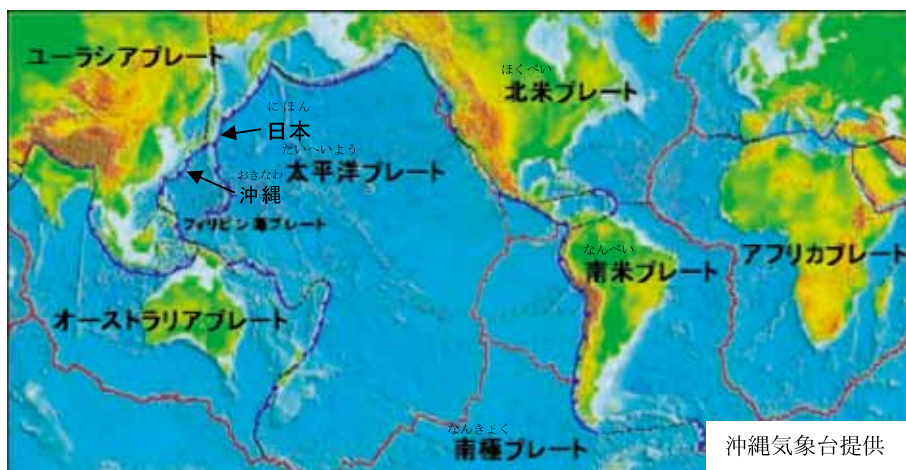 ユーラシアプレート
ほくべい
北米プレート
にほん
日本
たいへいよう
太平洋プレート
おきなわ
沖縄
フィリピン海プレート
なんべい
南米プレート
アフリカプレート
オーストラリアプレート
なんきょく
南極プレート
沖縄気象台提供